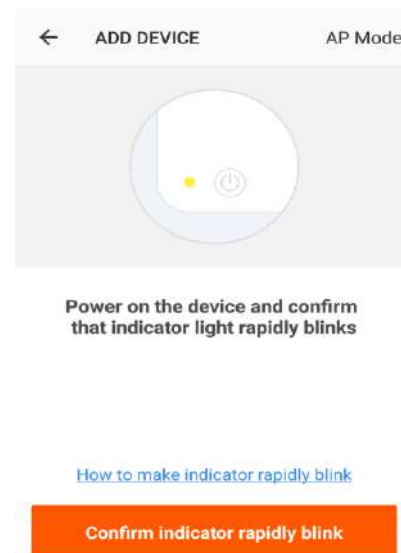 ADD DEVICE AP Mode
Power on the device and confirm
that indicator light rapidly blinks
How to make indicator rapidly blink
Confirm indicator rapidly blink